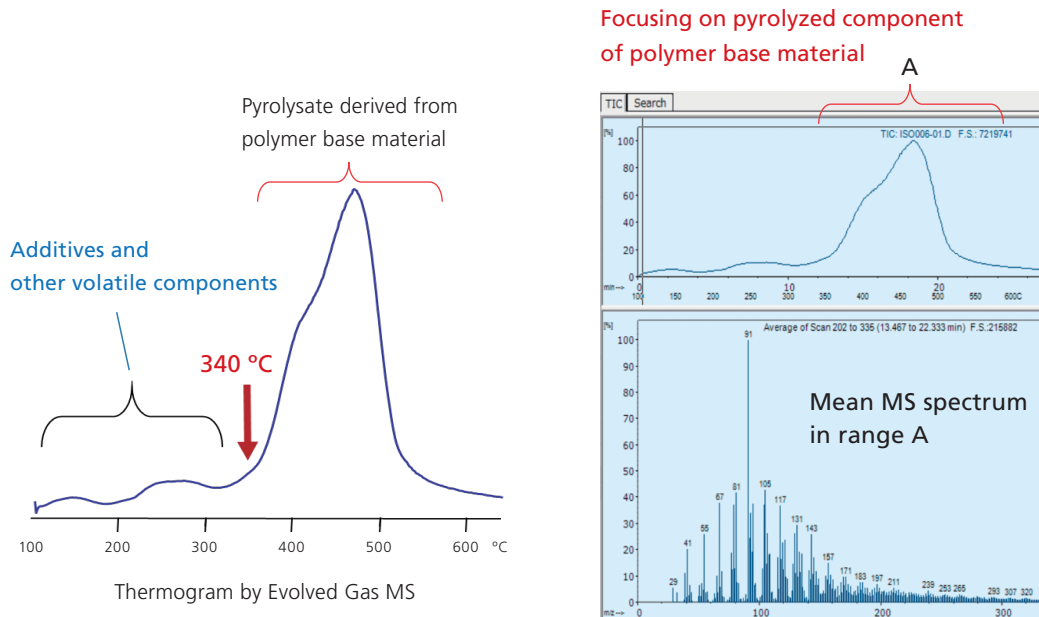 Pyrolysate derived from
polymer base material
Additives and
other volatile components
340 ºC
100 200 300 400 500 600 ºC
Thermogram by Evolved Gas MS
Focusing on pyrolyzed component
of polymer base material
A
TIC Search
[%]
TIC: ISO006-01.D F.S.: 7219741
100
80
60
40
20
0
min--> 10 20
100 150 200 250 300 350 400 450 500 550 600C
[%]
Average of Scan 202 to 335 (13.467 to 22.333 min) F.S.:215882
91
100
90
80
70
60
50
40
30
20
10
0
Mean MS spectrum
in range A
29 41 55 67 81 105 117 131 143 157 171 183 197 211 239 253 265 293 307 320
m/z--> 100 200 300